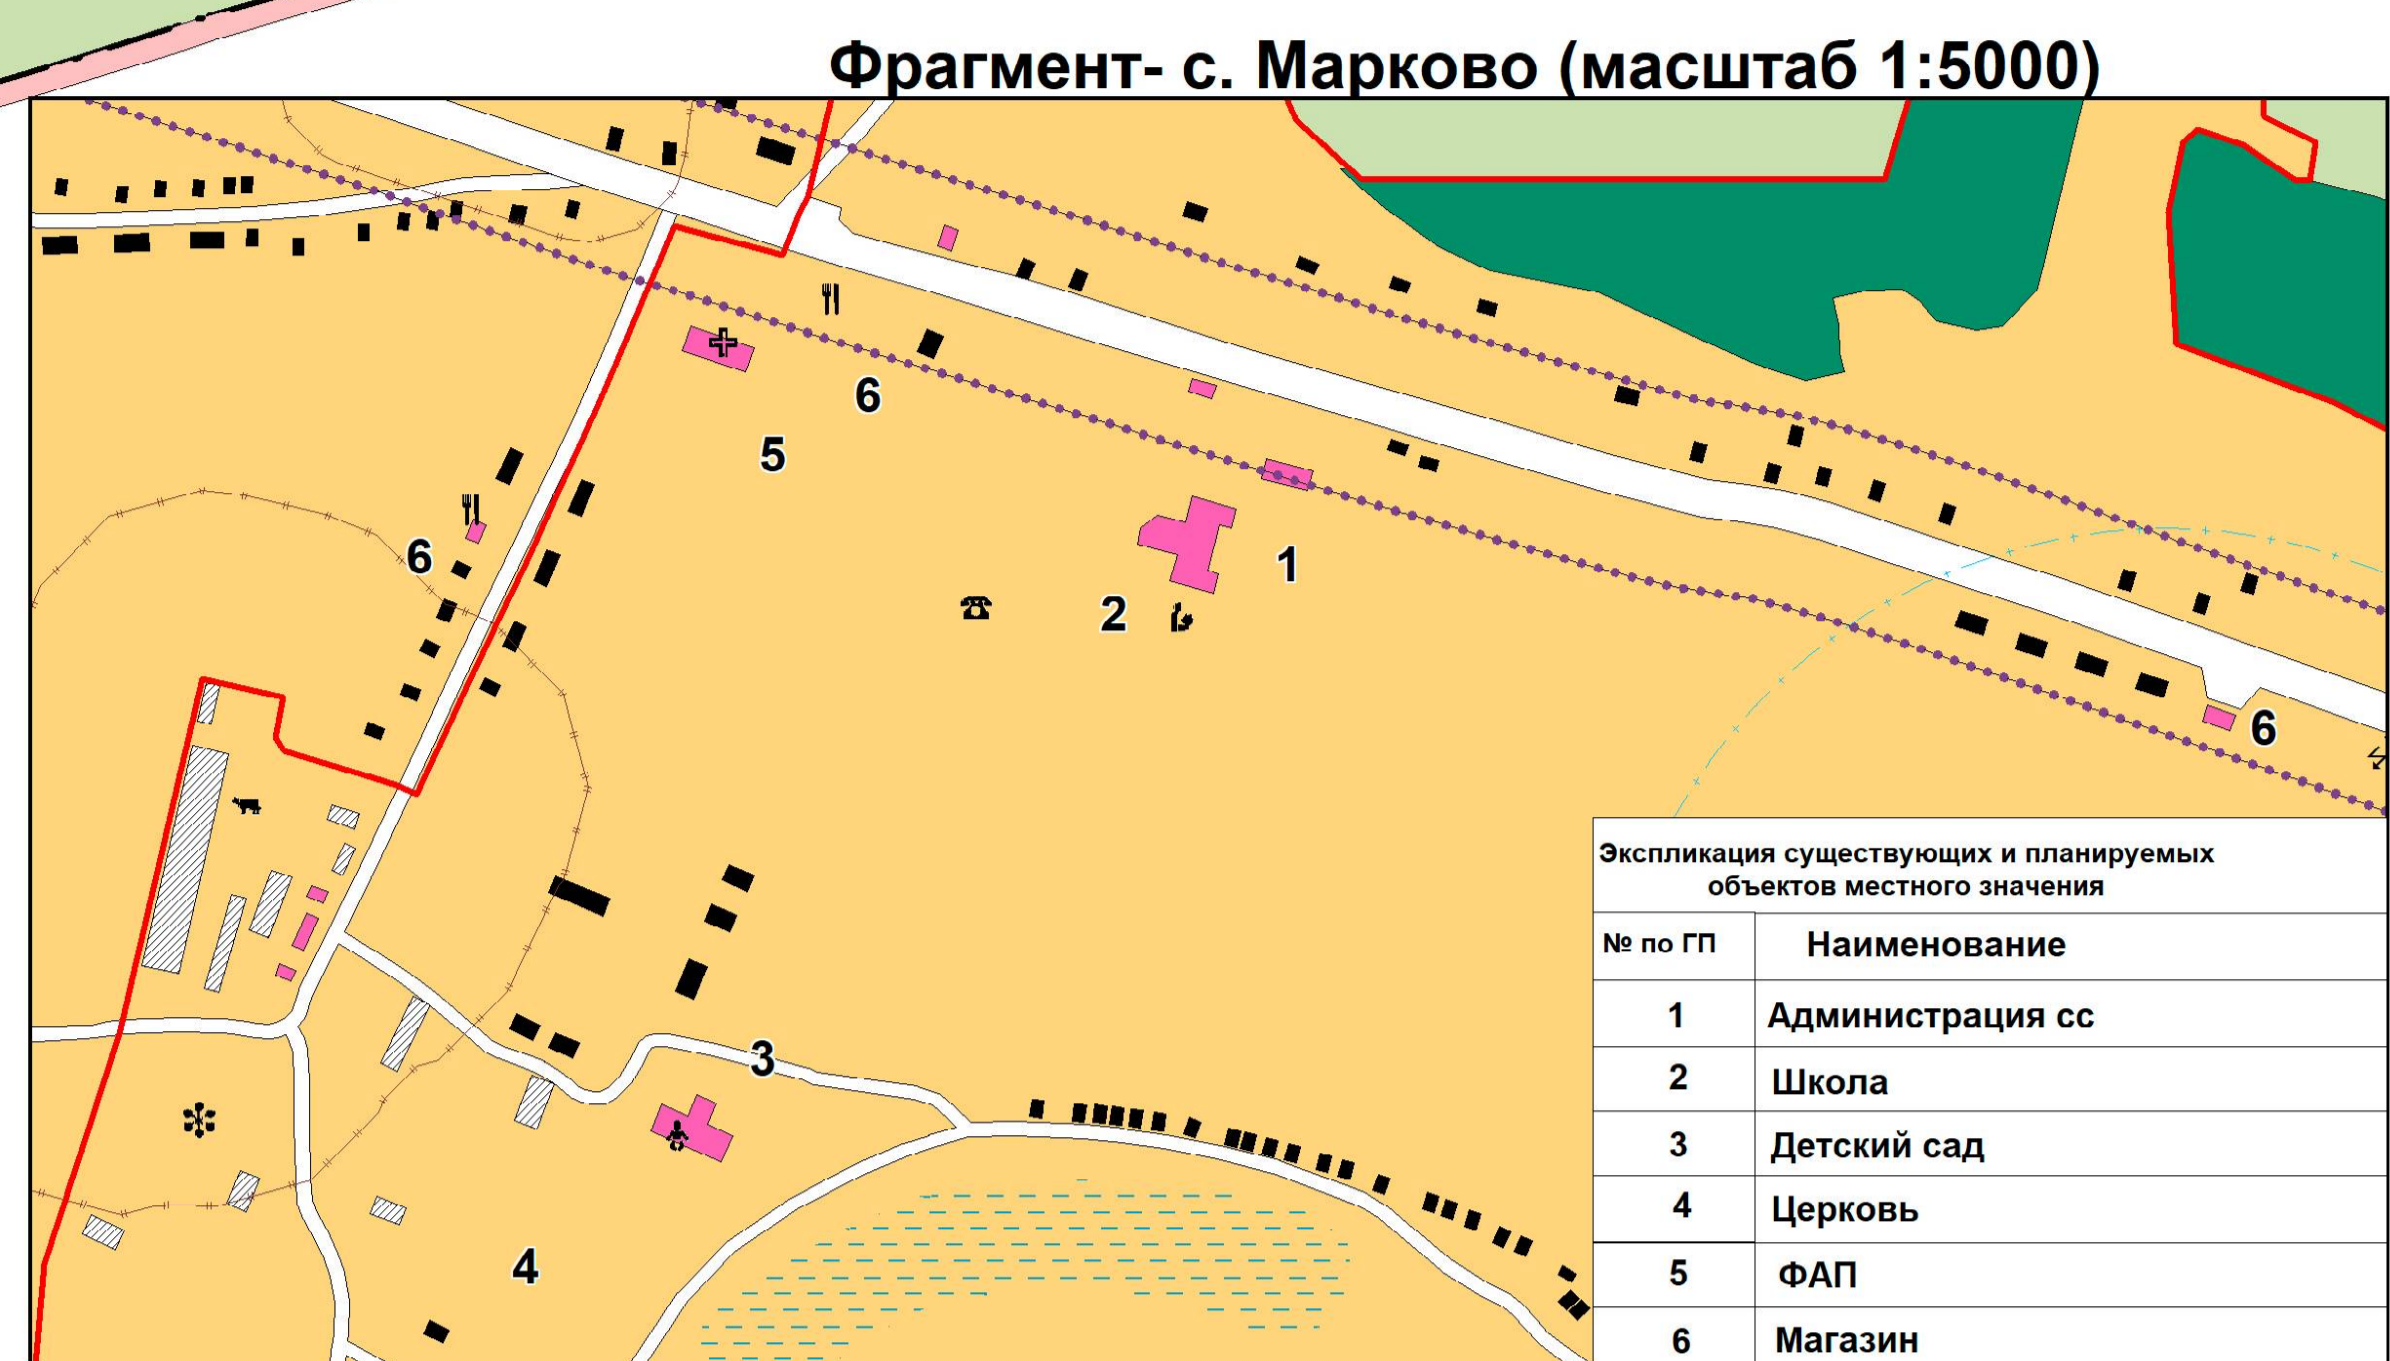 Фрагмент- с. Марково (масштаб 1:5000)
6
5
6
1
2
6
3
4
Экспликация существующих и планируемых
объектов местного значения
№ по ГП Наименование
1 Администрация сс
2 Школа
3 Детский сад
4 Церковь
5 ФАП
6 Магазин